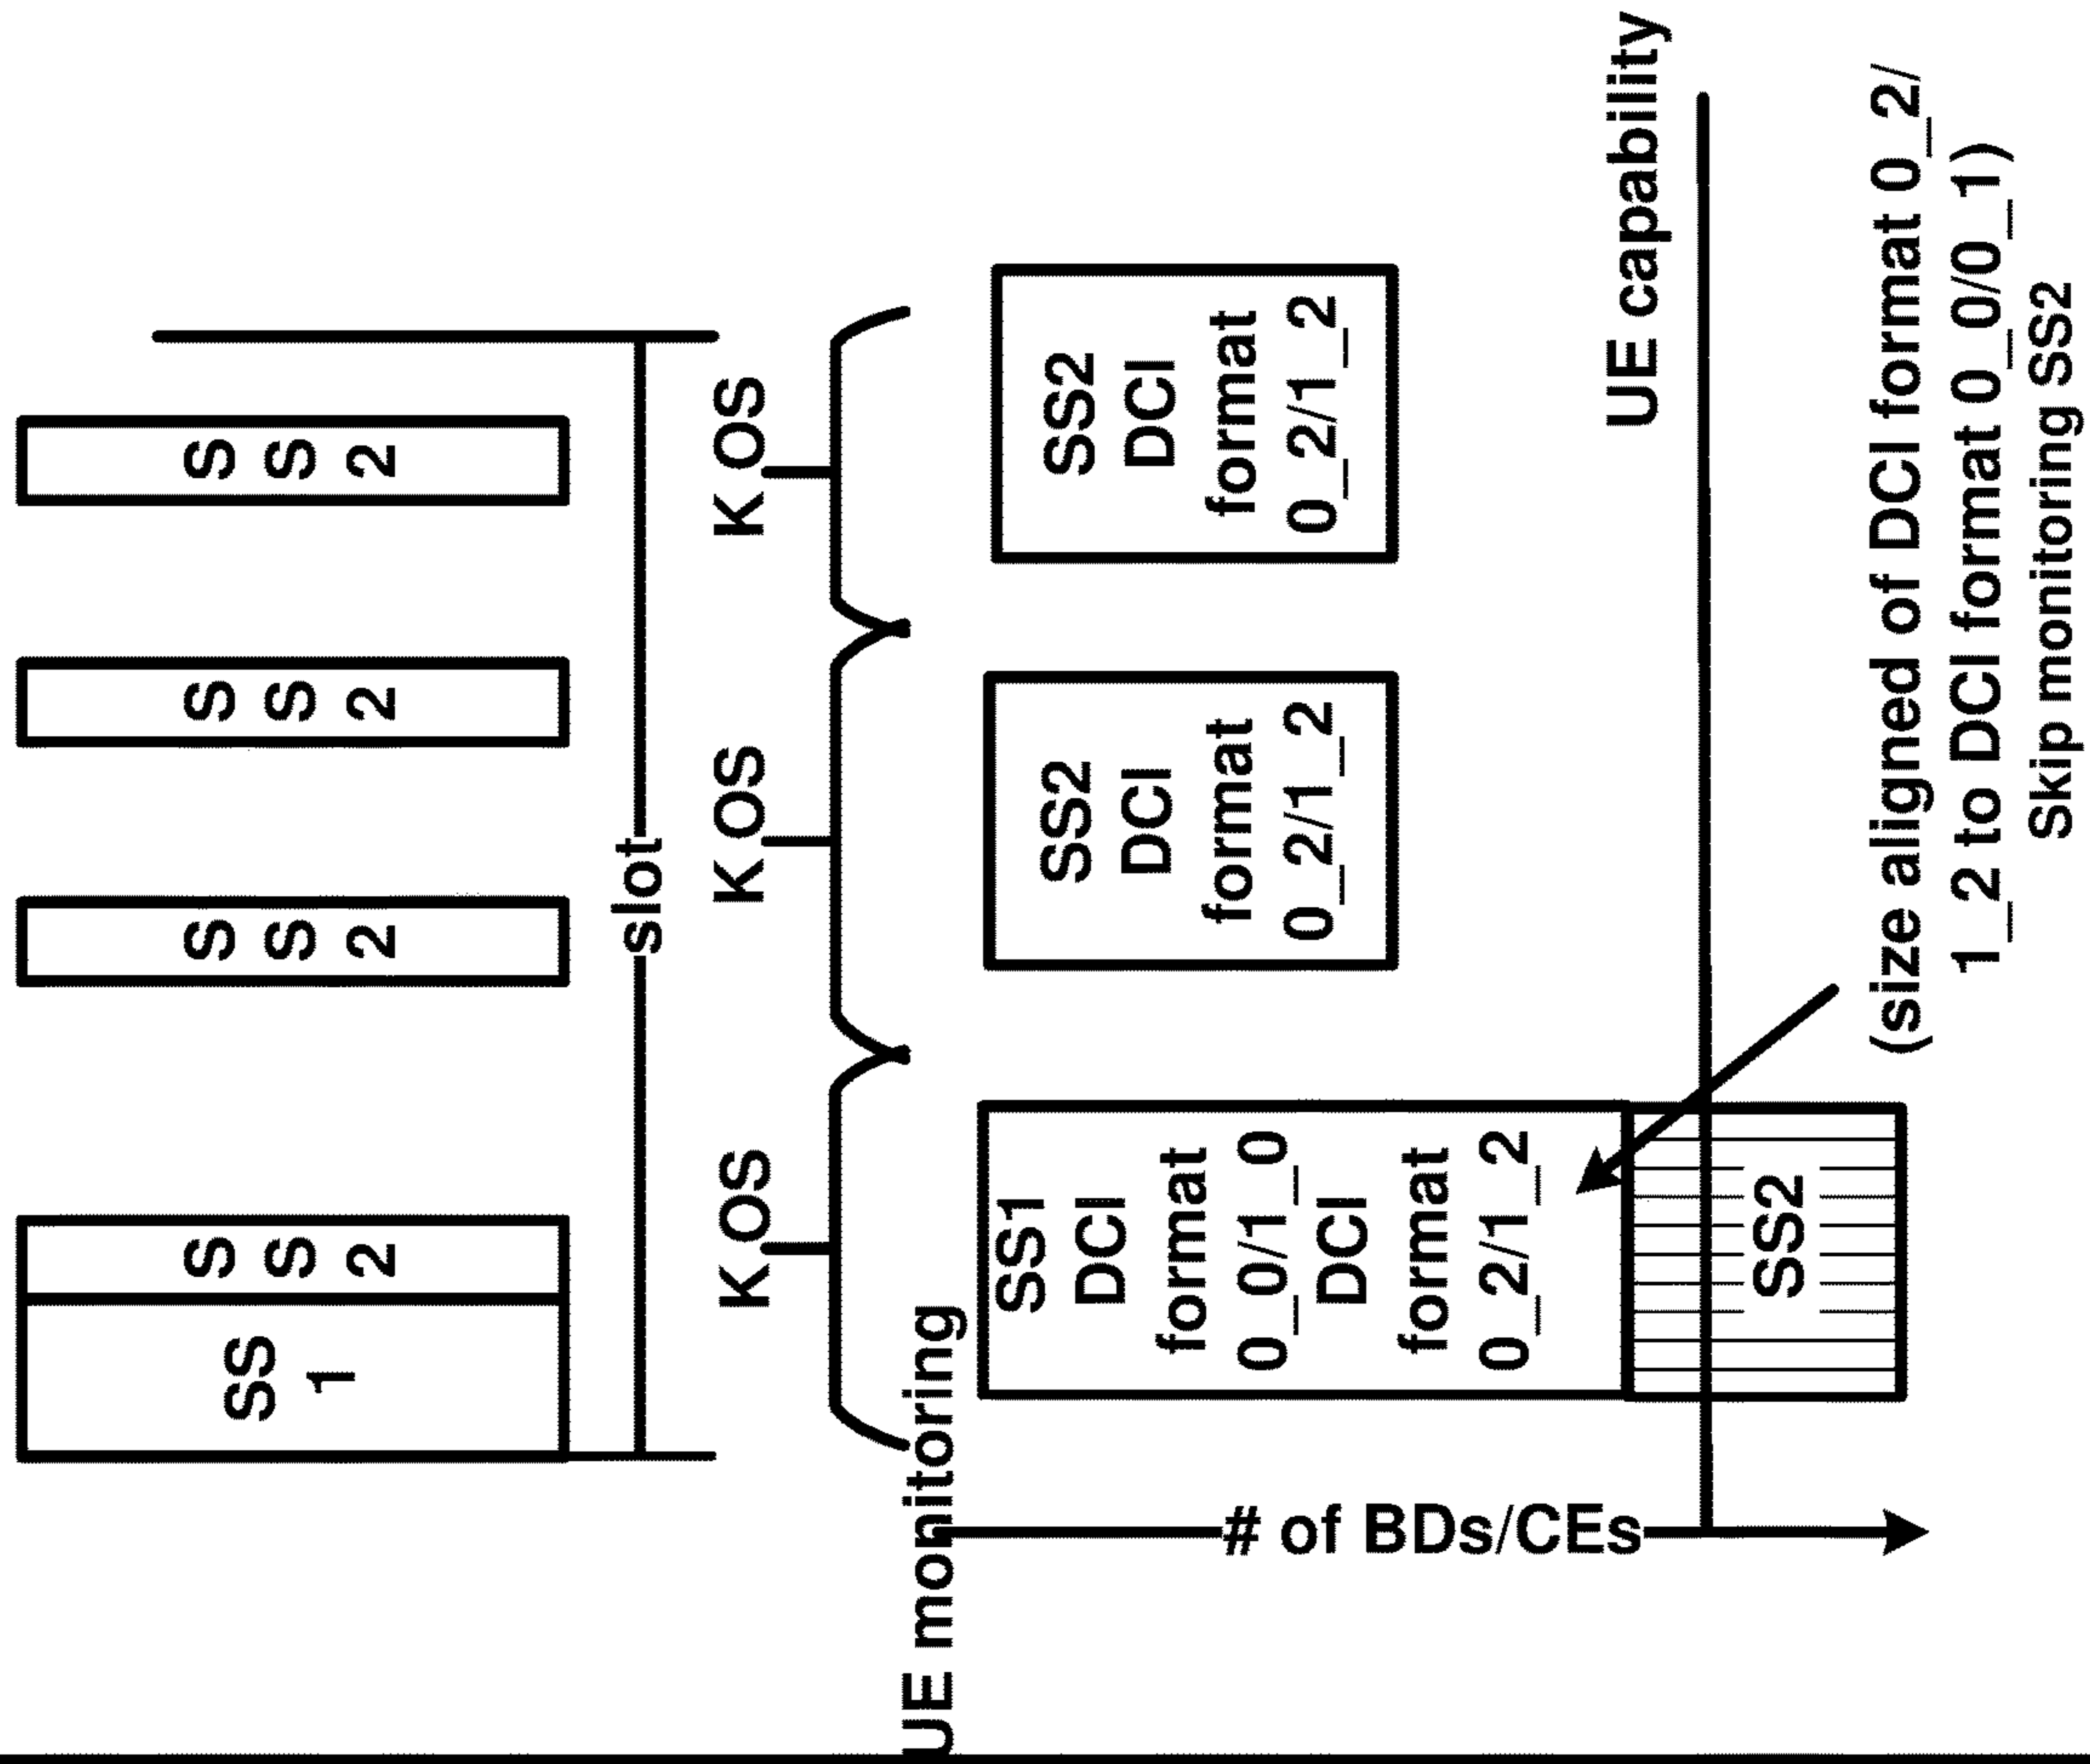 SS
1
S
S
2
S
S
2
S
S
2
S
S
2
slot
K OS
K OS
K OS
UE monitoring
# of BDs/CEs
SS1
DCI
format
0_0/1_0
DCI
format
0_2/1_2
SS2
SS2
DCI
format
0_2/1_2
SS2
DCI
format
0_2/1_2
UE capability
(size aligned of DCI format 0_2/
1_2 to DCI format 0_0/0_1)
Skip monitoring SS2